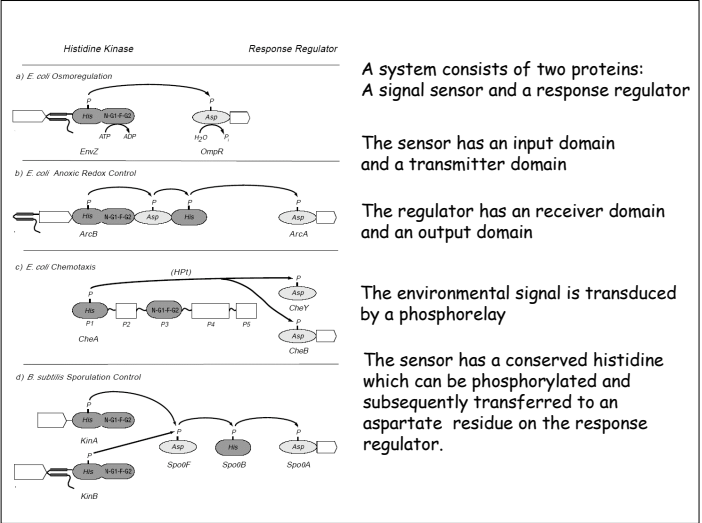 Histidine Kinase
Response Regulator
a) E. coli Osmoregulation
P
P
His
N-G1-F-G2
Asp
ATP
ADP
H2O
Pi
EnvZ
OmpR
b) E. coli Anoxic Redox Control
P
P
P
P
His
N-G1-F-G2
Asp
His
Asp
ArcB
ArcA
c) E. coli Chemotaxis
(HPt)
P
P
Asp
CheY
His
N-G1-F-G2
P1
P2
P3
P4
P5
CheA
P
Asp
CheB
d) B. subtilis Sporulation Control
P
His
N-G1-F-G2
KinA
P
P
P
Asp
His
Asp
Spo0F
Spo0B
Spo0A
P
His
N-G1-F-G2
KinB
A system consists of two proteins:
A signal sensor and a response regulator
The sensor has an input domain
and a transmitter domain
The regulator has an receiver domain
and an output domain
The environmental signal is transduced
by a phosphorelay
The sensor has a conserved histidine
which can be phosphorylated and
subsequently transferred to an
aspartate residue on the response
regulator.